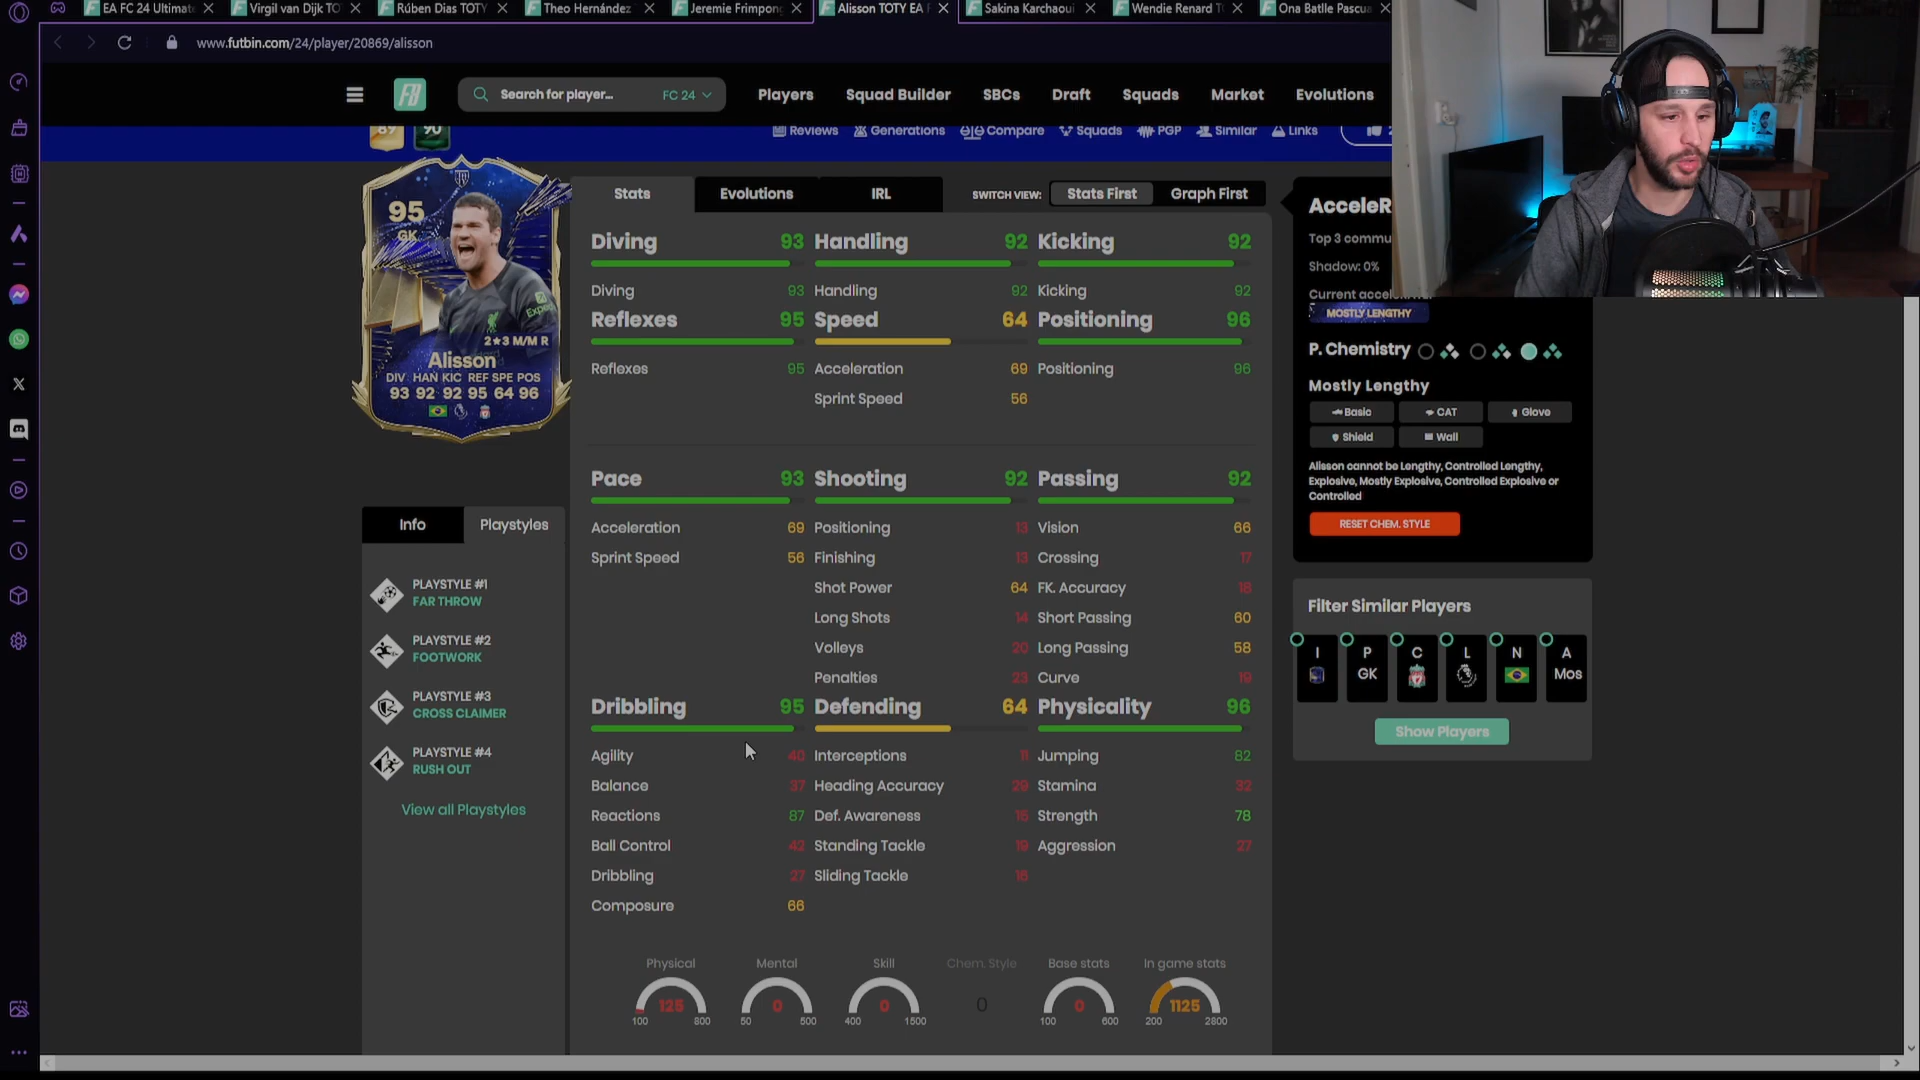 EA FC 24 Ultimat
Virgil van Dijk TO
Rúben Dias TOTY
Theo Hernández
Jeremie Frimpong
Alisson TOTY EA F
Sakina Karchaoui
Wendie Renard T
Ona Batlle Pascua
www.futbin.com/24/player/20869/alisson
FB
Search for player...
FC 24
Players
Squad Builder
SBCs
Draft
Squads
Market
Evolutions
89
90
Reviews
Generations
Compare
Squads
PGP
Similar
Links
95
GK
2★3 M/M R
Alisson
DIV HAN KIC REF SPE POS
93 92 92 95 64 96
Stats
Evolutions
IRL
SWITCH VIEW:
Stats First
Graph First
Diving 93
Handling 92
Kicking 92
Diving 93
Handling 92
Kicking 92
Reflexes 95
Speed 64
Positioning 96
Reflexes 95
Acceleration 69
Positioning 96
Sprint Speed 56
Pace 93
Shooting 92
Passing 92
Acceleration 69
Positioning 13
Vision 66
Sprint Speed 56
Finishing 13
Crossing 17
Shot Power 64
FK. Accuracy 18
Long Shots 14
Short Passing 60
Volleys 20
Long Passing 58
Penalties 23
Curve 19
Dribbling 95
Defending 64
Physicality 96
Agility 40
Interceptions 11
Jumping 82
Balance 37
Heading Accuracy 29
Stamina 32
Reactions 87
Def. Awareness 15
Strength 78
Ball Control 42
Standing Tackle 19
Aggression 27
Dribbling 27
Sliding Tackle 16
Composure 66
Physical
125
100 800
Mental
0
50 500
Skill
0
400 1500
Chem. Style
0
Base stats
0
100 600
In game stats
1125
200 2800
Info
Playstyles
PLAYSTYLE #1
FAR THROW
PLAYSTYLE #2
FOOTWORK
PLAYSTYLE #3
CROSS CLAIMER
PLAYSTYLE #4
RUSH OUT
View all Playstyles
AcceleR
Top 3 commu
Shadow: 0%
MOSTLY LENGTHY
P. Chemistry
Mostly Lengthy
Basic
CAT
Glove
Shield
Wall
Alisson cannot be Lengthy, Controlled Lengthy,
Explosive, Mostly Explosive, Controlled Explosive or
Controlled
RESET CHEM. STYLE
Filter Similar Players
I
P
C
L
N
A
GK
Mos
Show Players